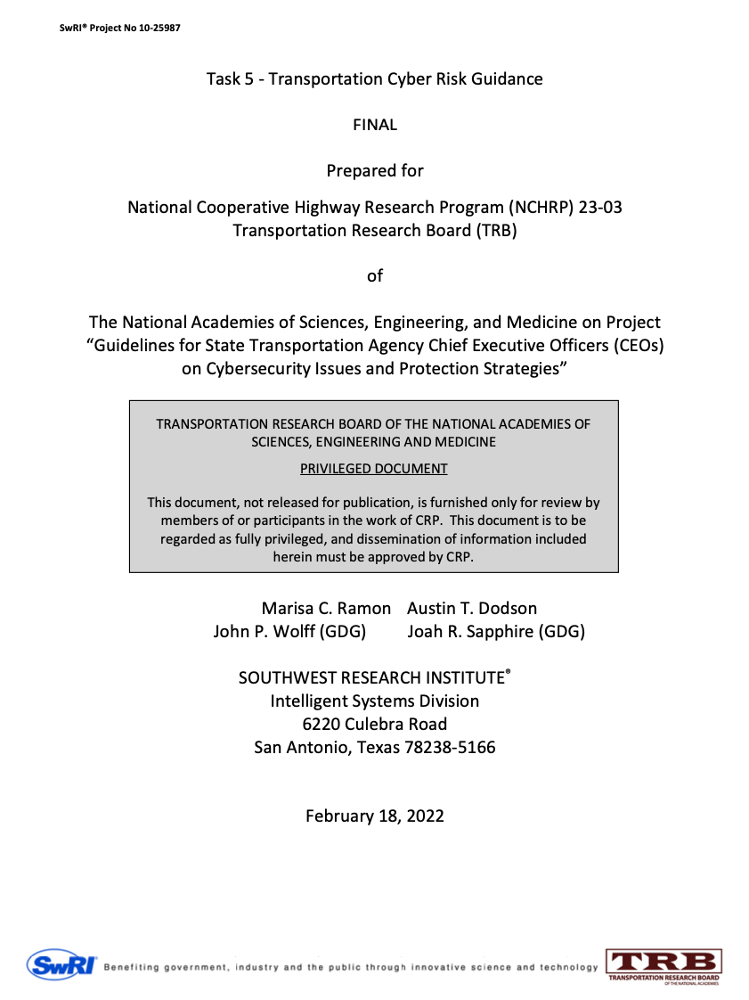 SwRI® Project No 10-25987
Task 5 - Transportation Cyber Risk Guidance
FINAL
Prepared for
National Cooperative Highway Research Program (NCHRP) 23-03
Transportation Research Board (TRB)
of
The National Academies of Sciences, Engineering, and Medicine on Project
“Guidelines for State Transportation Agency Chief Executive Officers (CEOs)
on Cybersecurity Issues and Protection Strategies”
TRANSPORTATION RESEARCH BOARD OF THE NATIONAL ACADEMIES OF
SCIENCES, ENGINEERING AND MEDICINE
PRIVILEGED DOCUMENT
This document, not released for publication, is furnished only for review by
members of or participants in the work of CRP.  This document is to be
regarded as fully privileged, and dissemination of information included
herein must be approved by CRP.
Marisa C. Ramon Austin T. Dodson
John P. Wolff (GDG) Joah R. Sapphire (GDG)
SOUTHWEST RESEARCH INSTITUTE®
Intelligent Systems Division
6220 Culebra Road
San Antonio, Texas 78238-5166
February 18, 2022
SwRI®
Benefiting government, industry and the public through innovative science and technology
TRB
TRANSPORTATION RESEARCH BOARD
OF THE NATIONAL ACADEMIES